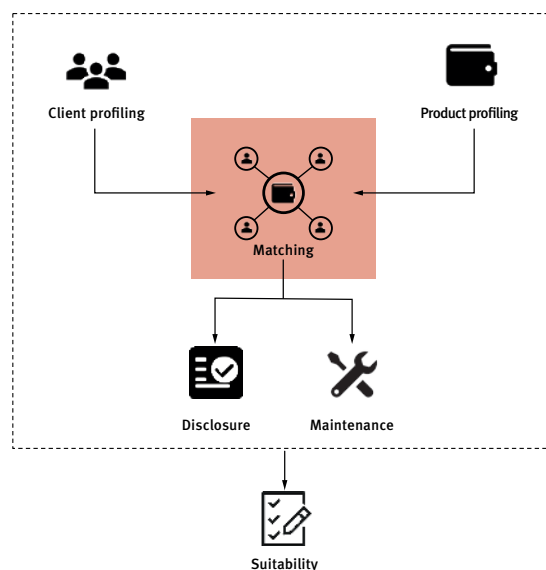 Client profiling
Product profiling
Matching
Disclosure
Maintenance
Suitability